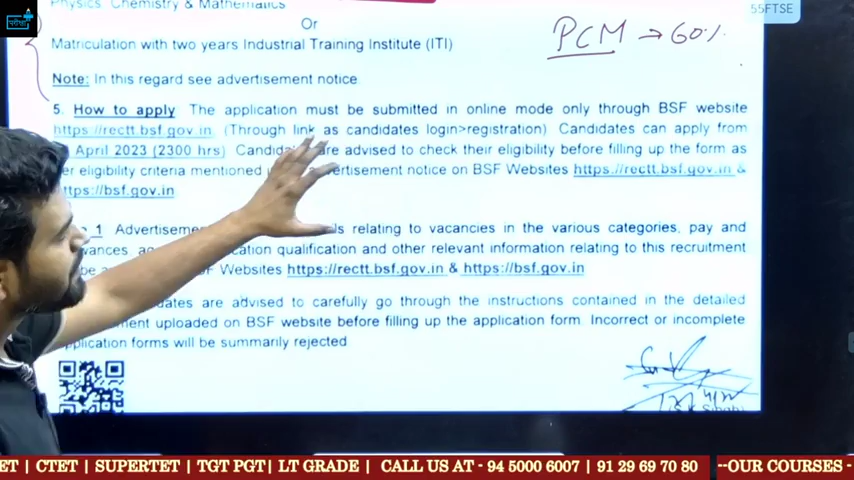 परीक्षा
Physics Chemistry & Mathematics
55FTSE
Or
PCM → 60%
Matriculation with two years Industrial Training Institute (ITI)
Note: In this regard see advertisement notice
5. How to apply The application must be submitted in online mode only through BSF website
https://rectt.bsf.gov.in (Through link as candidates login>registration) Candidates can apply from
April 2023 (2300 hrs) are advised to check their eligibility before filling up the form as
eligibility criteria mentioned notice on BSF Websites https://rectt.bsf.gov.in &
https://bsf.gov.in
1 relating to vacancies in the various categories, pay and
qualification and other relevant information relating to this recruitment
Websites https://rectt.bsf.gov.in & https://bsf.gov.in
are advised to carefully go through the instructions contained in the detailed
uploaded on BSF website before filling up the application form Incorrect or incomplete
application forms will be summarily rejected
| CTET | SUPERTET | TGT PGT| LT GRADE | CALL US AT - 94 5000 6007 | 91 29 69 70 80 --OUR COURSES -